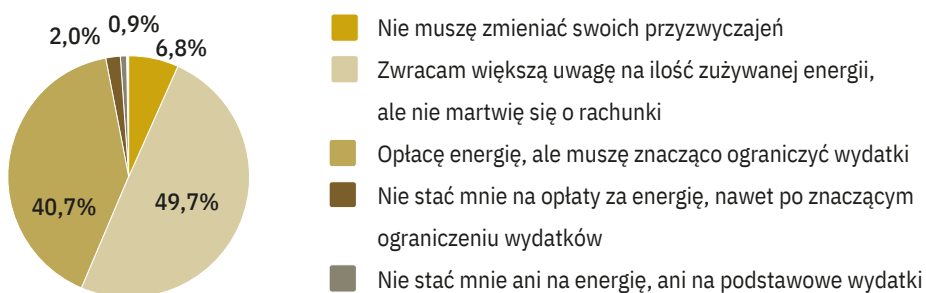 2,0%
0,9%
6,8%
40,7%
49,7%
Nie muszę zmieniać swoich przyzwyczajeń
Zwracam większą uwagę na ilość zużywanej energii,
ale nie martwię się o rachunki
Opłacę energię, ale muszę znacząco ograniczyć wydatki
Nie stać mnie na opłaty za energię, nawet po znaczącym
ograniczeniu wydatków
Nie stać mnie ani na energię, ani na podstawowe wydatki